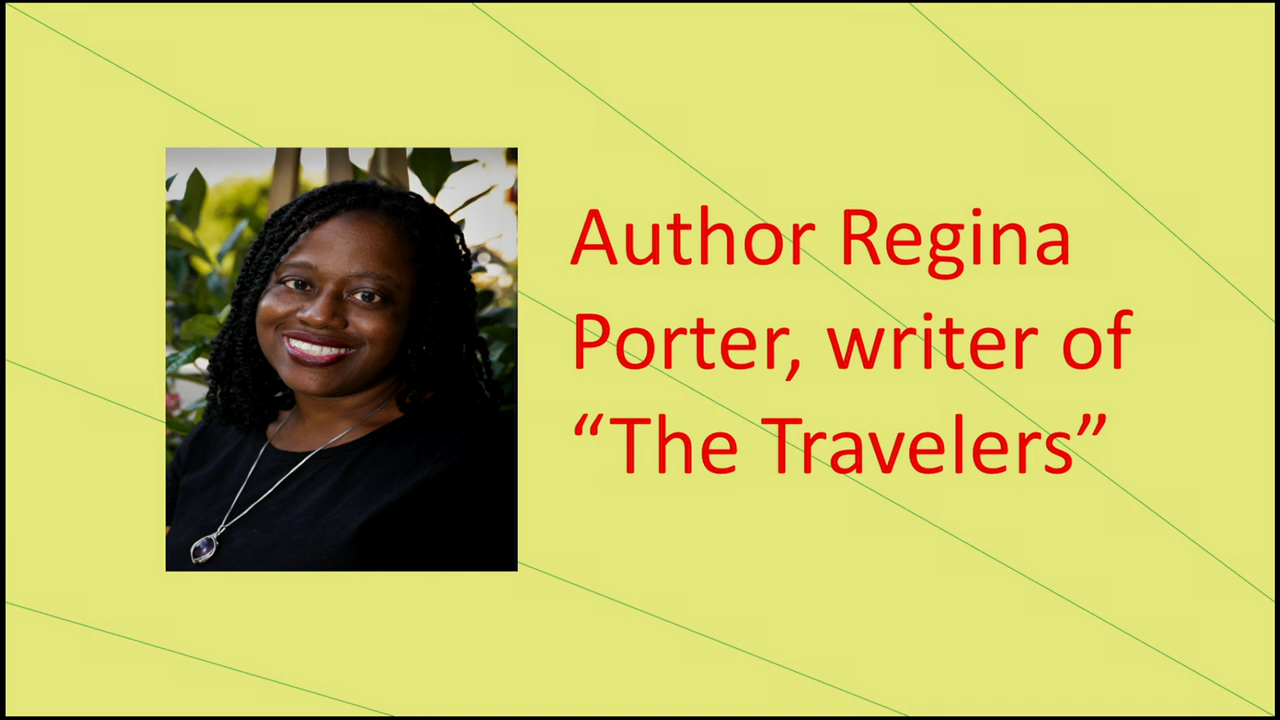 Author Regina
Porter, writer of
“The Travelers”